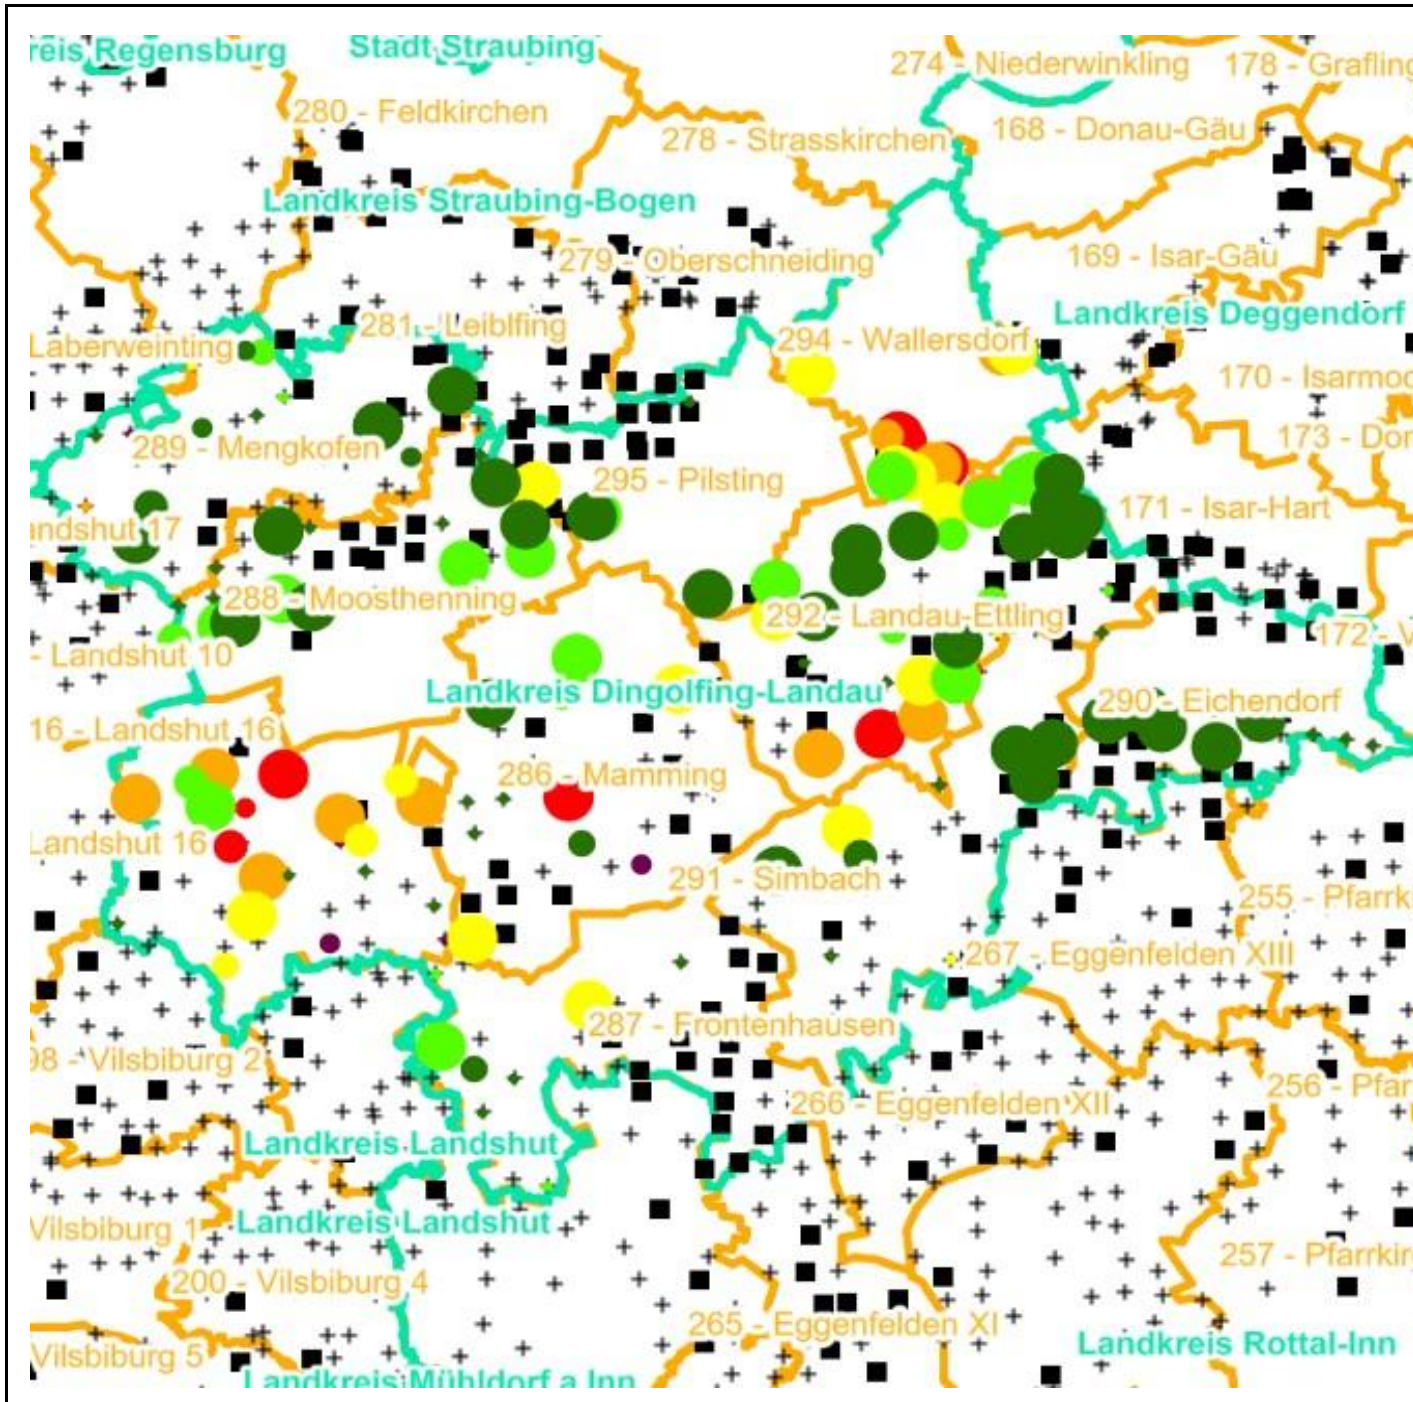 reis Regensburg
Stadt Straubing
274 - Niederwinkling
178 - Grafling
280 - Feldkirchen
278 - Strasskirchen
168 - Donau-Gäu
Landkreis Straubing-Bogen
279 - Oberschneiding
169 - Isar-Gäu
Landkreis Deggendorf
281 - Leiblfing
294 - Wallersdorf
Laberweinting
170 - Isarmoo
289 - Mengkofen
173 - Don
295 - Pilsting
171 - Isar-Hart
andshut 17
288 - Moosthenning
292 - Landau-Ettling
172 - V
- Landshut 10
Landkreis Dingolfing-Landau
290 - Eichendorf
16 - Landshut 16
286 - Mamming
Landshut 16
291 - Simbach
255 - Pfarrk
267 - Eggenfelden XIII
287 - Frontenhausen
98 - Vilsbiburg 2
256 - Pfar
266 - Eggenfelden XII
Landkreis Landshut
Landkreis Landshut
Vilsbiburg 1
257 - Pfarrkir
200 - Vilsbiburg 4
265 - Eggenfelden XI
Landkreis Rottal-Inn
Vilsbiburg 5
Landkreis Mühldorf a.Inn